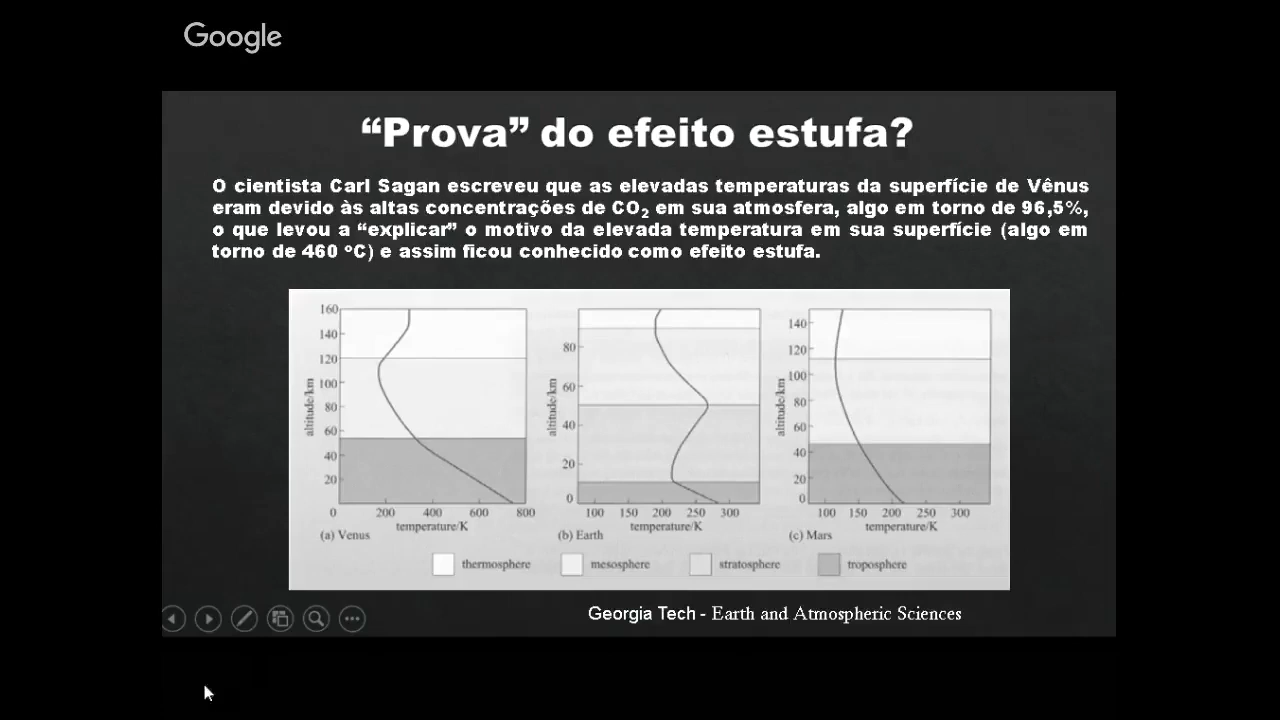 Google
“Prova” do efeito estufa?
O cientista Carl Sagan escreveu que as elevadas temperaturas da superfície de Vênus
eram devido às altas concentrações de CO2 em sua atmosfera, algo em torno de 96,5%,
o que levou a “explicar” o motivo da elevada temperatura em sua superfície (algo em
torno de 460 ºC) e assim ficou conhecido como efeito estufa.
160
140
120
100
80
60
40
20
altitude/km
0 200 400 600 800
temperature/K
(a) Venus
80
60
40
20
0
altitude/km
100 150 200 250 300
temperature/K
(b) Earth
140
120
100
80
60
40
20
0
altitude/km
100 150 200 250 300
temperature/K
(c) Mars
thermosphere mesosphere stratosphere troposphere
Georgia Tech - Earth and Atmospheric Sciences